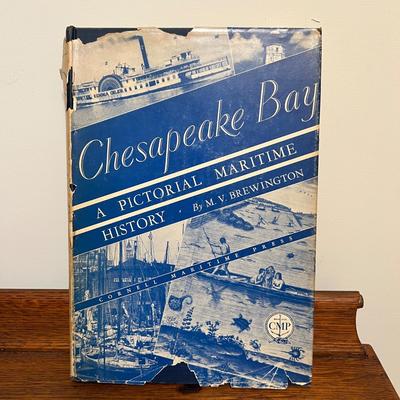 Chesapeake Bay
A PICTORIAL MARITIME
HISTORY · By M. V. BREWINGTON
CORNELL MARITIME PRESS
CMP